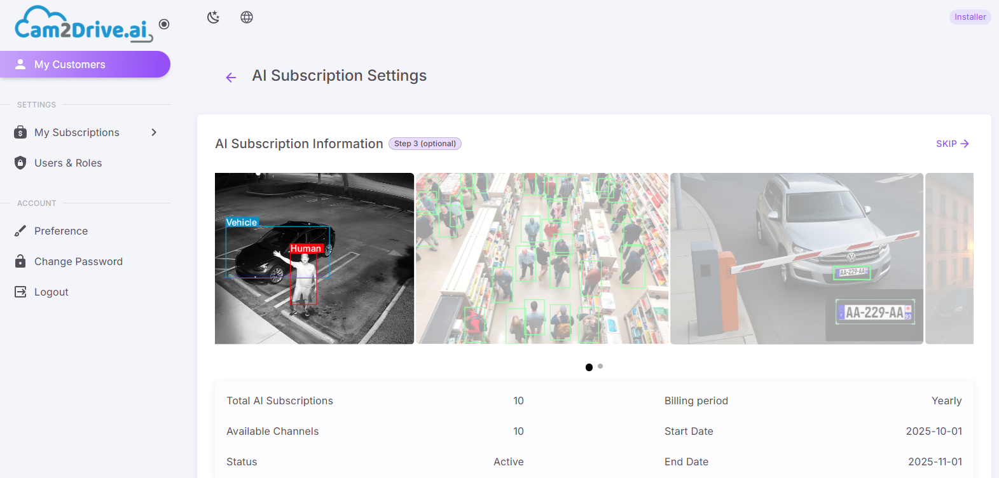 Cam2Drive.ai
Installer
My Customers
AI Subscription Settings
SETTINGS
My Subscriptions
Users & Roles
ACCOUNT
Preference
Change Password
Logout
AI Subscription Information Step 3 (optional)
SKIP
Vehicle
Human
AA-229-AA
AA-229-AA 93
Total AI Subscriptions 10 Billing period Yearly
Available Channels 10 Start Date 2025-10-01
Status Active End Date 2025-11-01